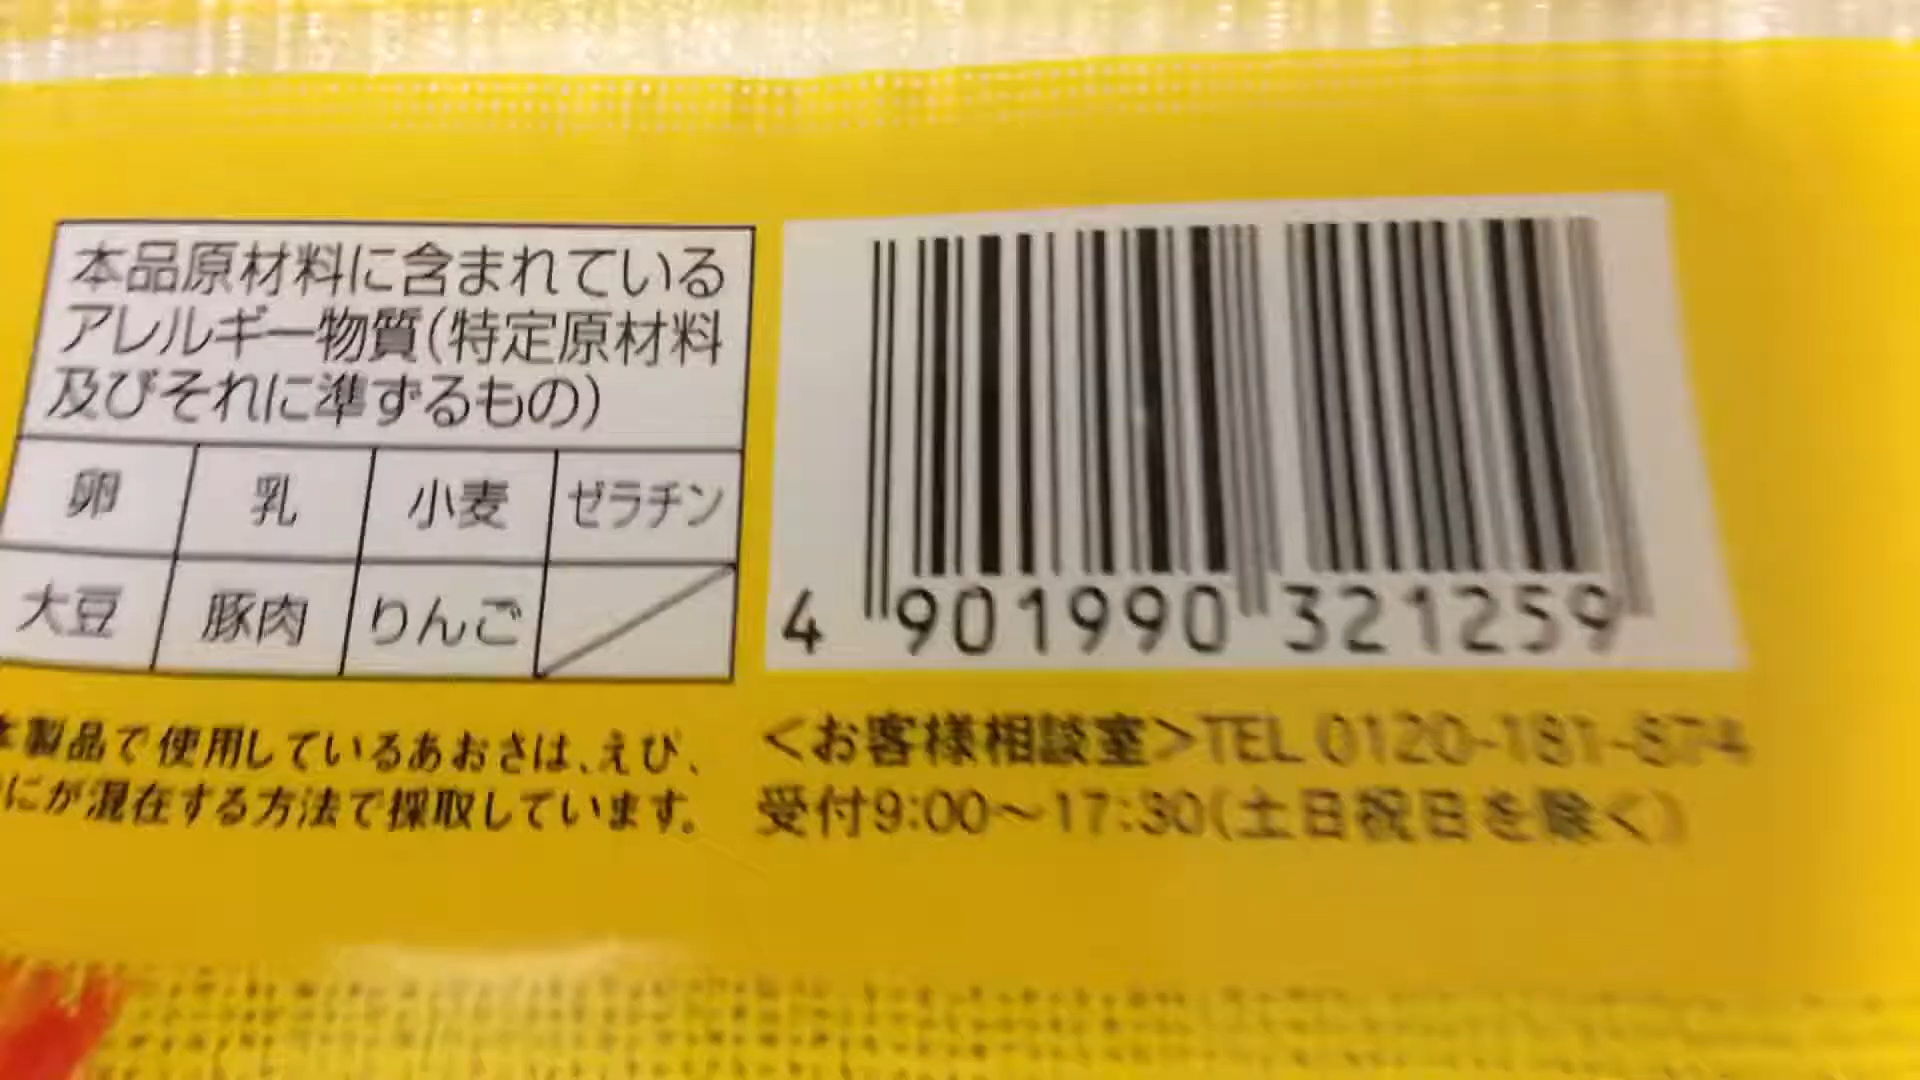 本品原材料に含まれている
アレルギー物質(特定原材料
及びそれに準ずるもの)
卵 乳 小麦 ゼラチン
大豆 豚肉 りんご
本製品で使用しているあおさは、えび、
かにが混在する方法で採取しています。
4 901990 321259
<お客様相談室>TEL 0120-181-874
受付9:00〜17:30(土日祝日を除く)